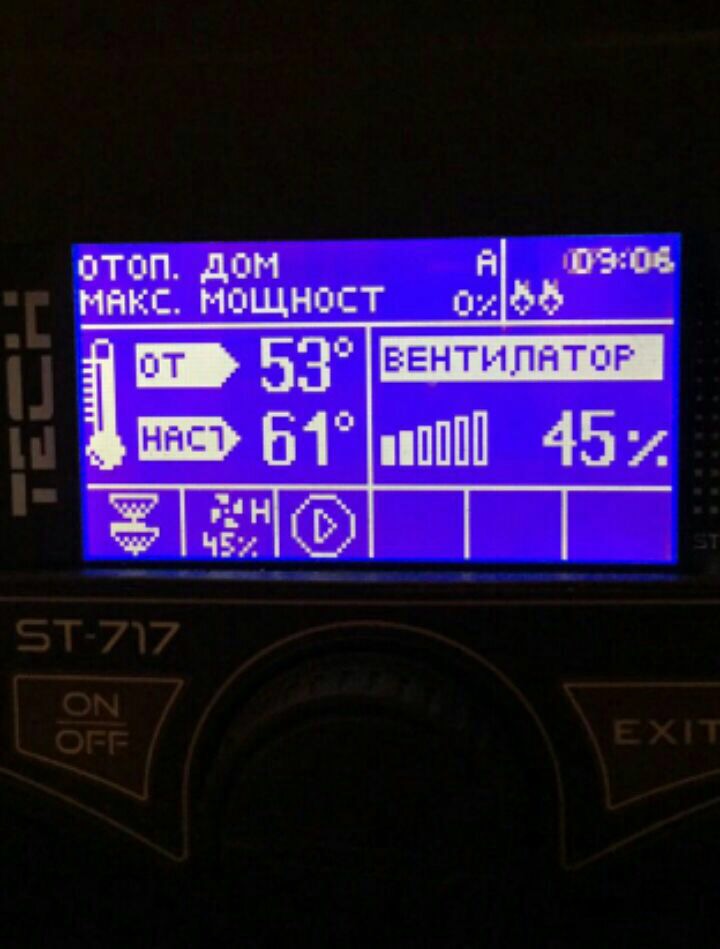 ОТОП. ДОМ А 09:06
МАКС. МОЩНОСТ 0%
ОТ 53°
НАСТ 61°
ВЕНТИЛАТОР
45%
Н
45%
TECH
ST-717
ON
OFF
EXIT
ST